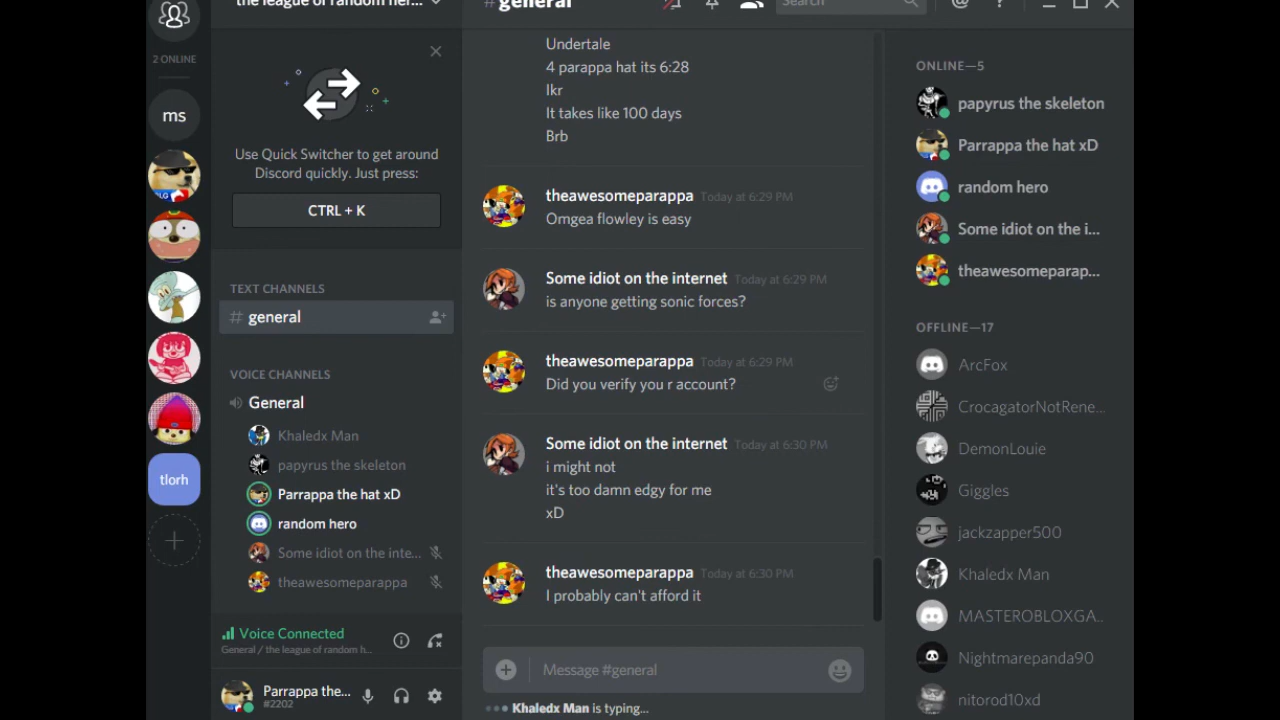 2 ONLINE
ms
tlorh
the league of random her...
Use Quick Switcher to get around
Discord quickly. Just press:
CTRL + K
TEXT CHANNELS
# general
VOICE CHANNELS
General
Khaledx Man
papyrus the skeleton
Parrappa the hat xD
random hero
Some idiot on the inte...
theawesomeparappa
Voice Connected
General / the league of random h...
Parrappa the...
#2202
# general
Search
Undertale
4 parappa hat its 6:28
Ikr
It takes like 100 days
Brb
theawesomeparappa Today at 6:29 PM
Omgea flowley is easy
Some idiot on the internet Today at 6:29 PM
is anyone getting sonic forces?
theawesomeparappa Today at 6:29 PM
Did you verify you r account?
Some idiot on the internet Today at 6:30 PM
i might not
it's too damn edgy for me
xD
theawesomeparappa Today at 6:30 PM
I probably can't afford it
Message #general
Khaledx Man is typing...
ONLINE—5
papyrus the skeleton
Parrappa the hat xD
random hero
Some idiot on the i...
theawesomeparap...
OFFLINE—17
ArcFox
CrocagatorNotRene...
DemonLouie
Giggles
jackzapper500
Khaledx Man
MASTEROBLOXGA...
Nightmarepanda90
nitorod10xd